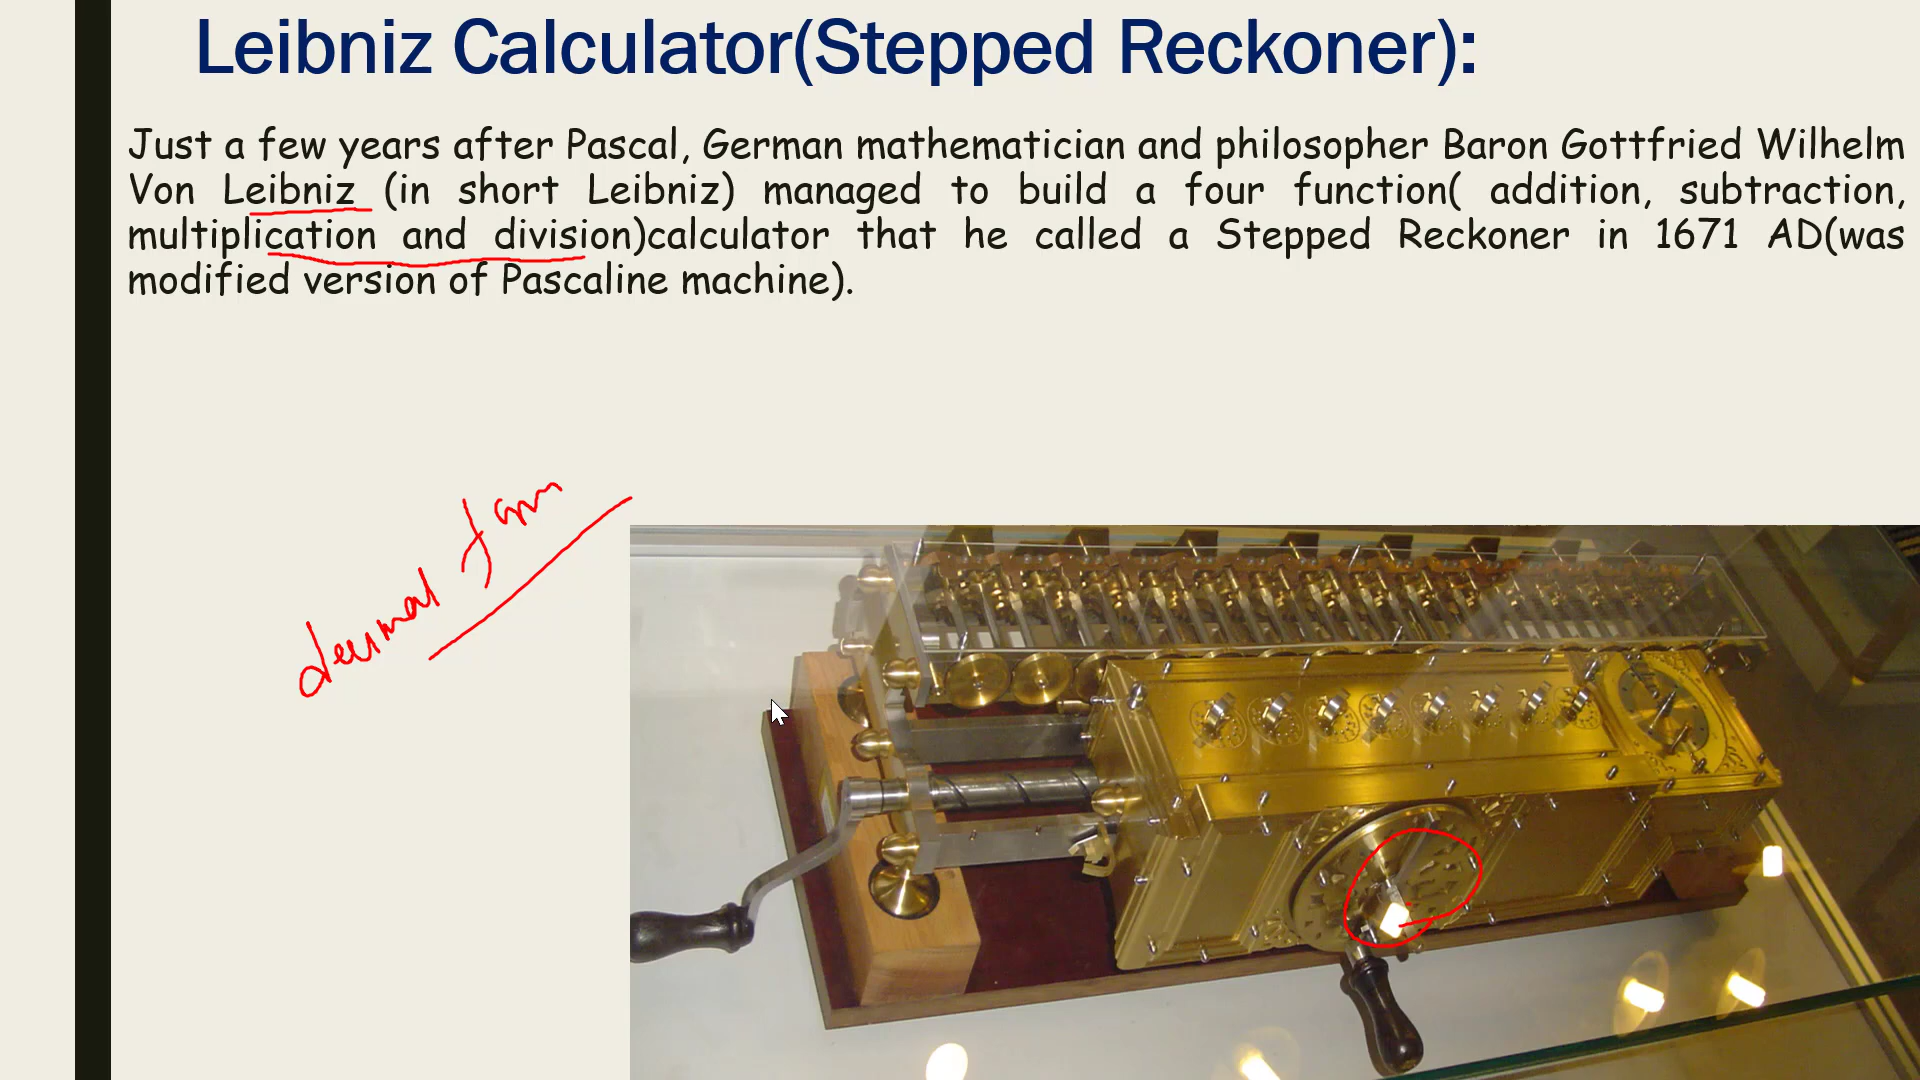 Leibniz Calculator(Stepped Reckoner):
Just a few years after Pascal, German mathematician and philosopher Baron Gottfried Wilhelm
Von Leibniz (in short Leibniz) managed to build a four function( addition, subtraction,
multiplication and division)calculator that he called a Stepped Reckoner in 1671 AD(was
modified version of Pascaline machine).
decimal